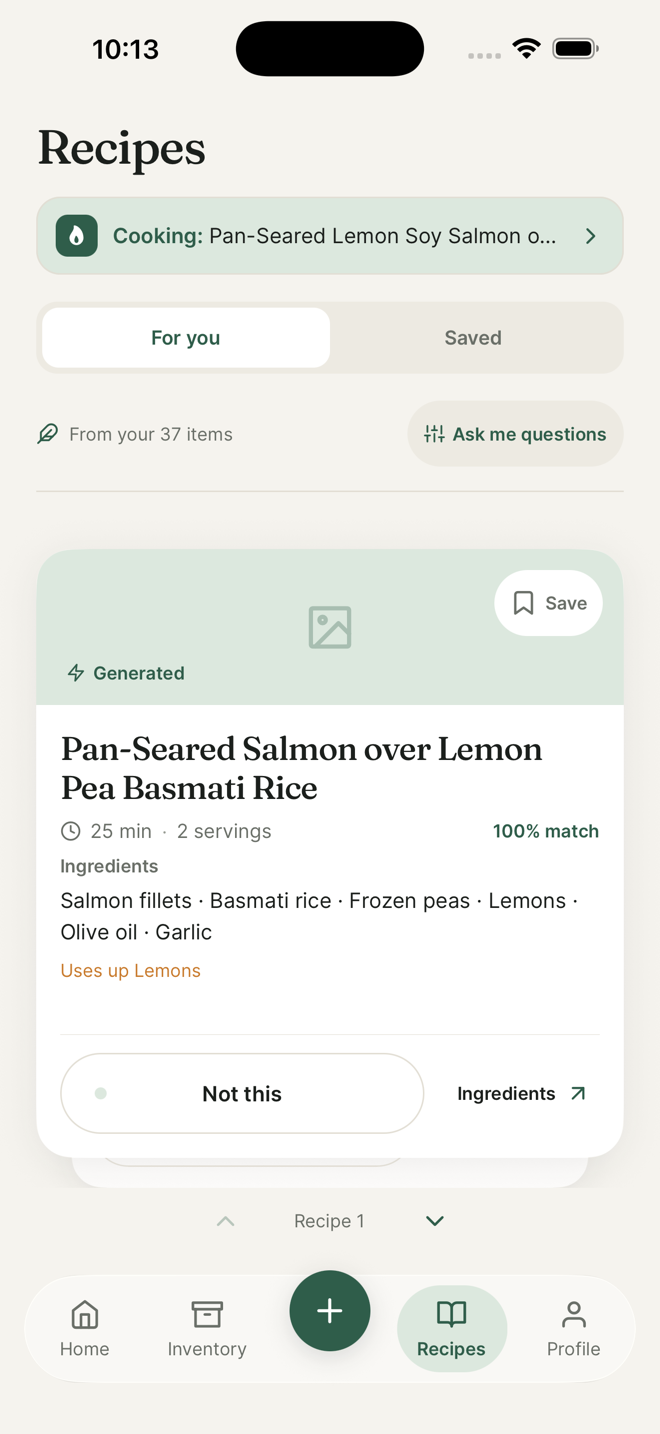 10:13
Recipes
Cooking: Pan-Seared Lemon Soy Salmon o...
For you
Saved
From your 37 items
Ask me questions
Save
Generated
Pan-Seared Salmon over Lemon
Pea Basmati Rice
25 min · 2 servings
100% match
Ingredients
Salmon fillets · Basmati rice · Frozen peas · Lemons ·
Olive oil · Garlic
Uses up Lemons
Not this
Ingredients
Recipe 1
Home
Inventory
Recipes
Profile